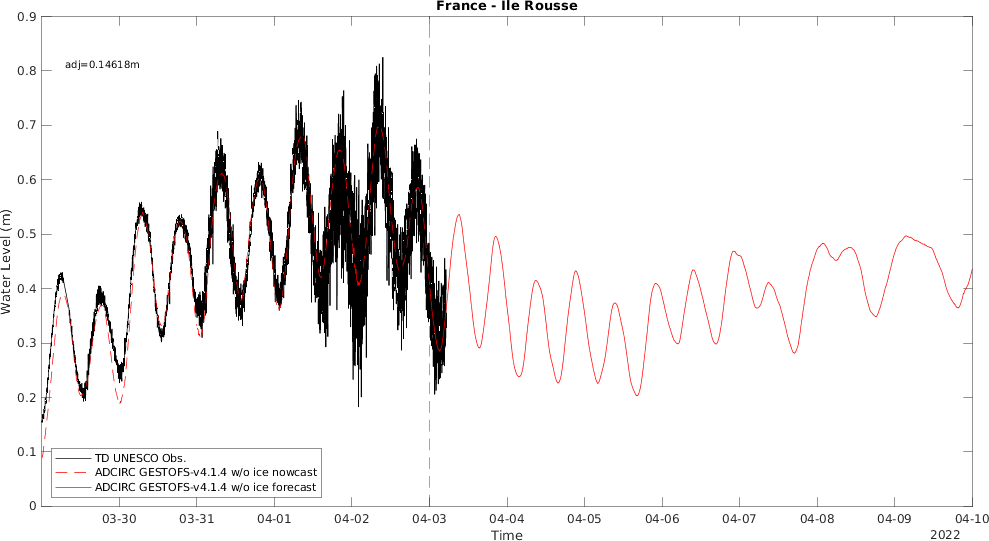 France - Ile Rousse
0.9
0.8
0.7
0.6
0.5
0.4
0.3
0.2
0.1
0
Water Level (m)
adj=0.14618m
TD UNESCO Obs.
ADCIRC GESTOFS-v4.1.4 w/o ice nowcast
ADCIRC GESTOFS-v4.1.4 w/o ice forecast
03-30 03-31 04-01 04-02 04-03 04-04 04-05 04-06 04-07 04-08 04-09 04-10
Time
2022